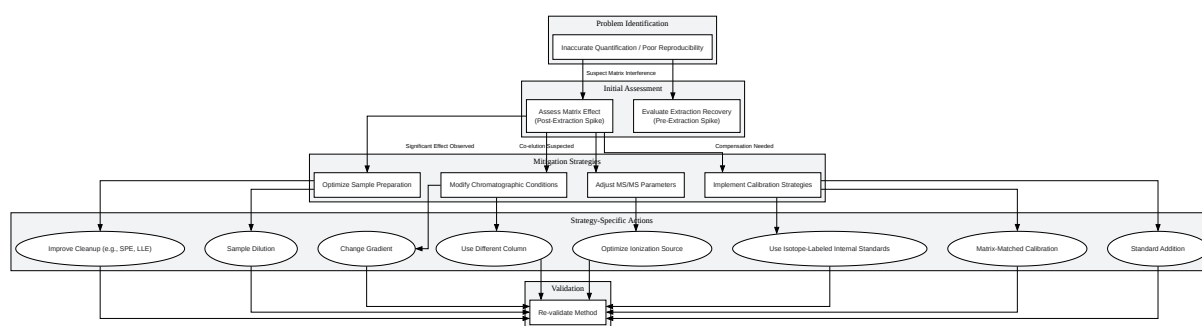 Problem Identification
Inaccurate Quantification / Poor Reproducibility
Suspect Matrix Interference
Initial Assessment
Assess Matrix Effect
(Post-Extraction Spike)
Evaluate Extraction Recovery
(Pre-Extraction Spike)
Significant Effect Observed
Co-elution Suspected
Compensation Needed
Mitigation Strategies
Optimize Sample Preparation
Modify Chromatographic Conditions
Adjust MS/MS Parameters
Implement Calibration Strategies
Strategy-Specific Actions
Improve Cleanup (e.g., SPE, LLE)
Sample Dilution
Change Gradient
Use Different Column
Optimize Ionization Source
Use Isotope-Labeled Internal Standards
Matrix-Matched Calibration
Standard Addition
Validation
Re-validate Method